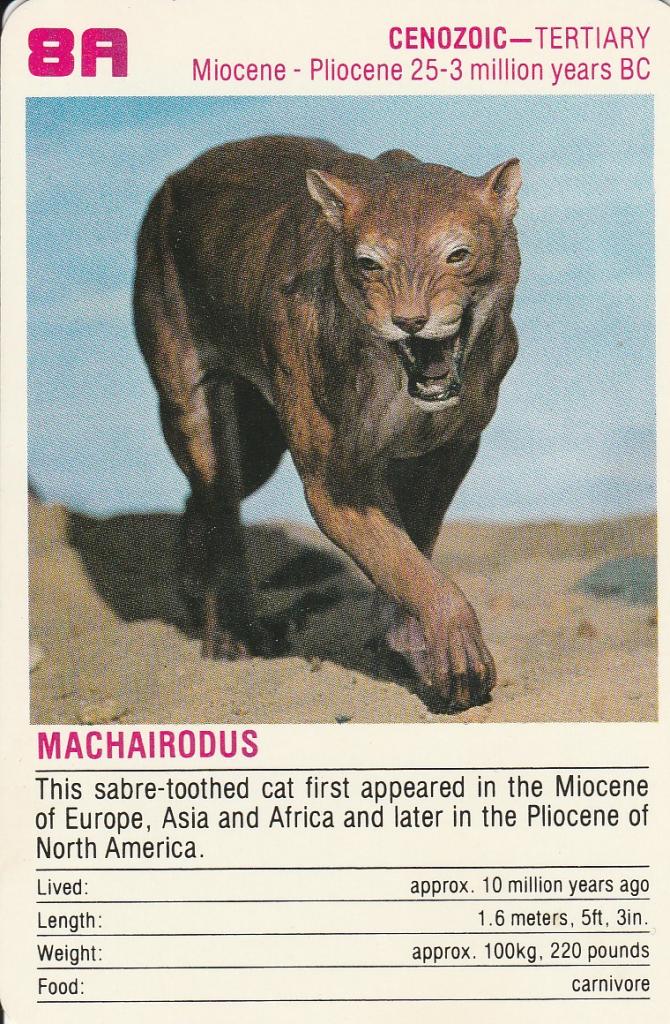 8A
CENOZOIC—TERTIARY
Miocene - Pliocene 25-3 million years BC
MACHAIRODUS
This sabre-toothed cat first appeared in the Miocene
of Europe, Asia and Africa and later in the Pliocene of
North America.
Lived: approx. 10 million years ago
Length: 1.6 meters, 5ft, 3in.
Weight: approx. 100kg, 220 pounds
Food: carnivore